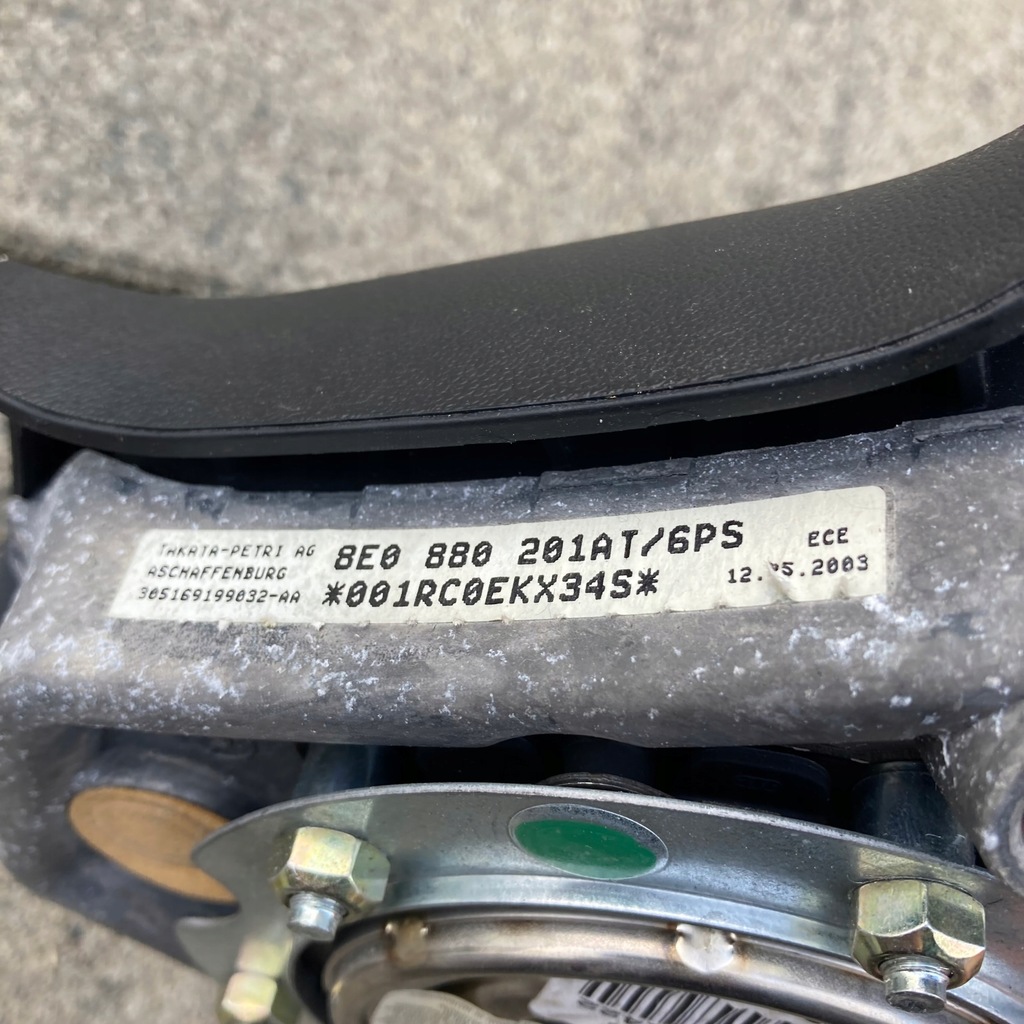 TAKATA-PETRI AG
ASCHAFFENBURG
305169199032-AA
8E0 880 201AT/6PS
*001RC0EKX34S*
ECE